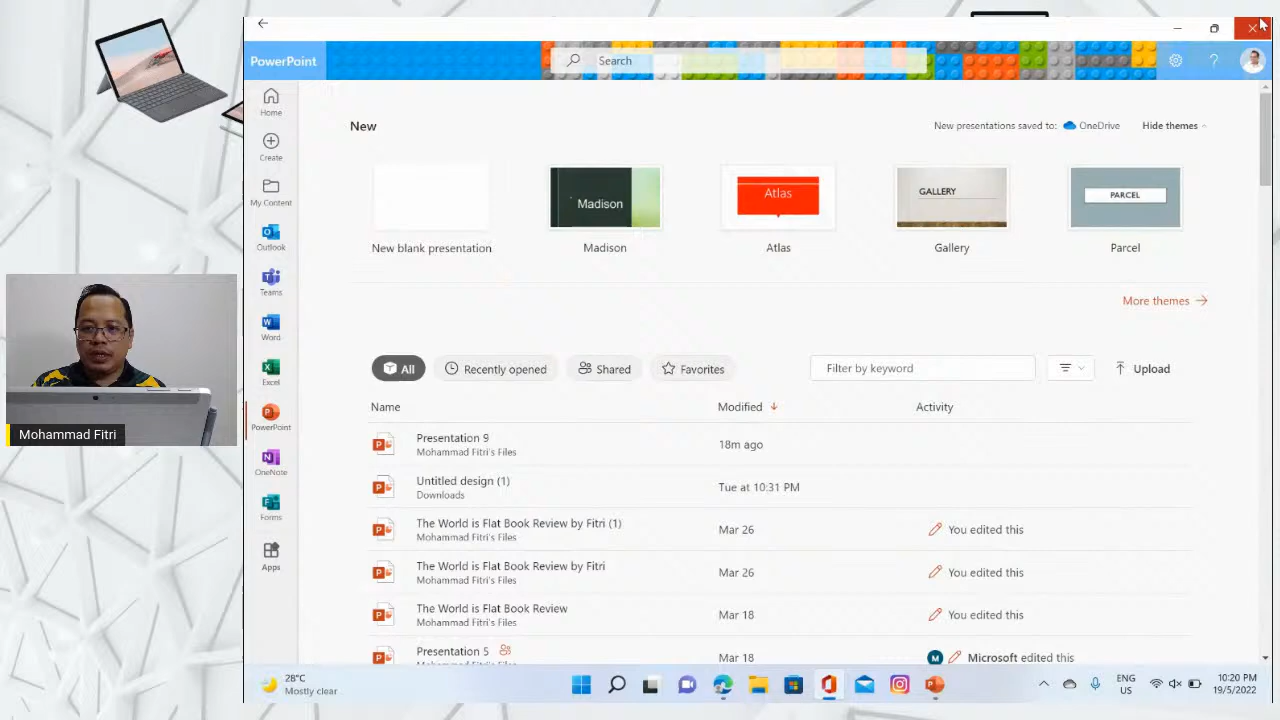 PowerPoint
Search
Home
Create
My Content
Outlook
Teams
Word
Excel
PowerPoint
OneNote
Forms
Apps
New
New presentations saved to: OneDrive
Hide themes
Madison
Atlas
GALLERY
PARCEL
New blank presentation
Madison
Atlas
Gallery
Parcel
More themes
All
Recently opened
Shared
Favorites
Filter by keyword
Upload
Name
Modified
Activity
Presentation 9
Mohammad Fitri's Files
18m ago
Untitled design (1)
Downloads
Tue at 10:31 PM
The World is Flat Book Review by Fitri (1)
Mohammad Fitri's Files
Mar 26
You edited this
The World is Flat Book Review by Fitri
Mohammad Fitri's Files
Mar 26
You edited this
The World is Flat Book Review
Mohammad Fitri's Files
Mar 18
You edited this
Presentation 5
Mohammad Fitri's Files
Mar 18
M
Microsoft edited this
Mohammad Fitri
28°C
Mostly clear
ENG
US
10:20 PM
19/5/2022